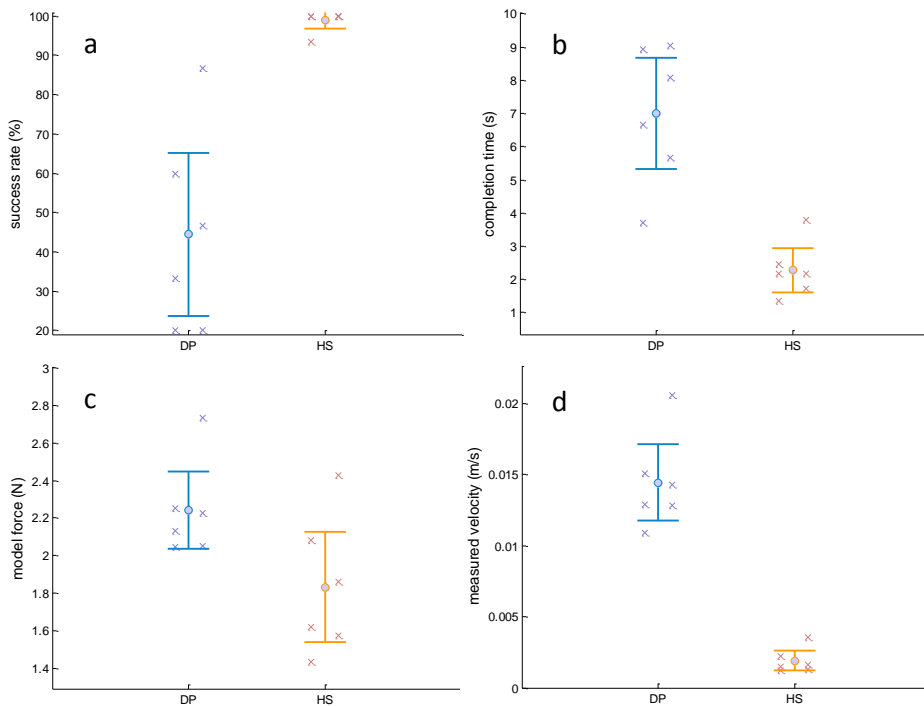 a
success rate (%)
100
90
80
70
60
50
40
30
20
DP
HS
b
completion time (s)
10
9
8
7
6
5
4
3
2
1
DP
HS
c
model force (N)
3
2.8
2.6
2.4
2.2
2
1.8
1.6
1.4
DP
HS
d
measured velocity (m/s)
0.02
0.015
0.01
0.005
0
DP
HS